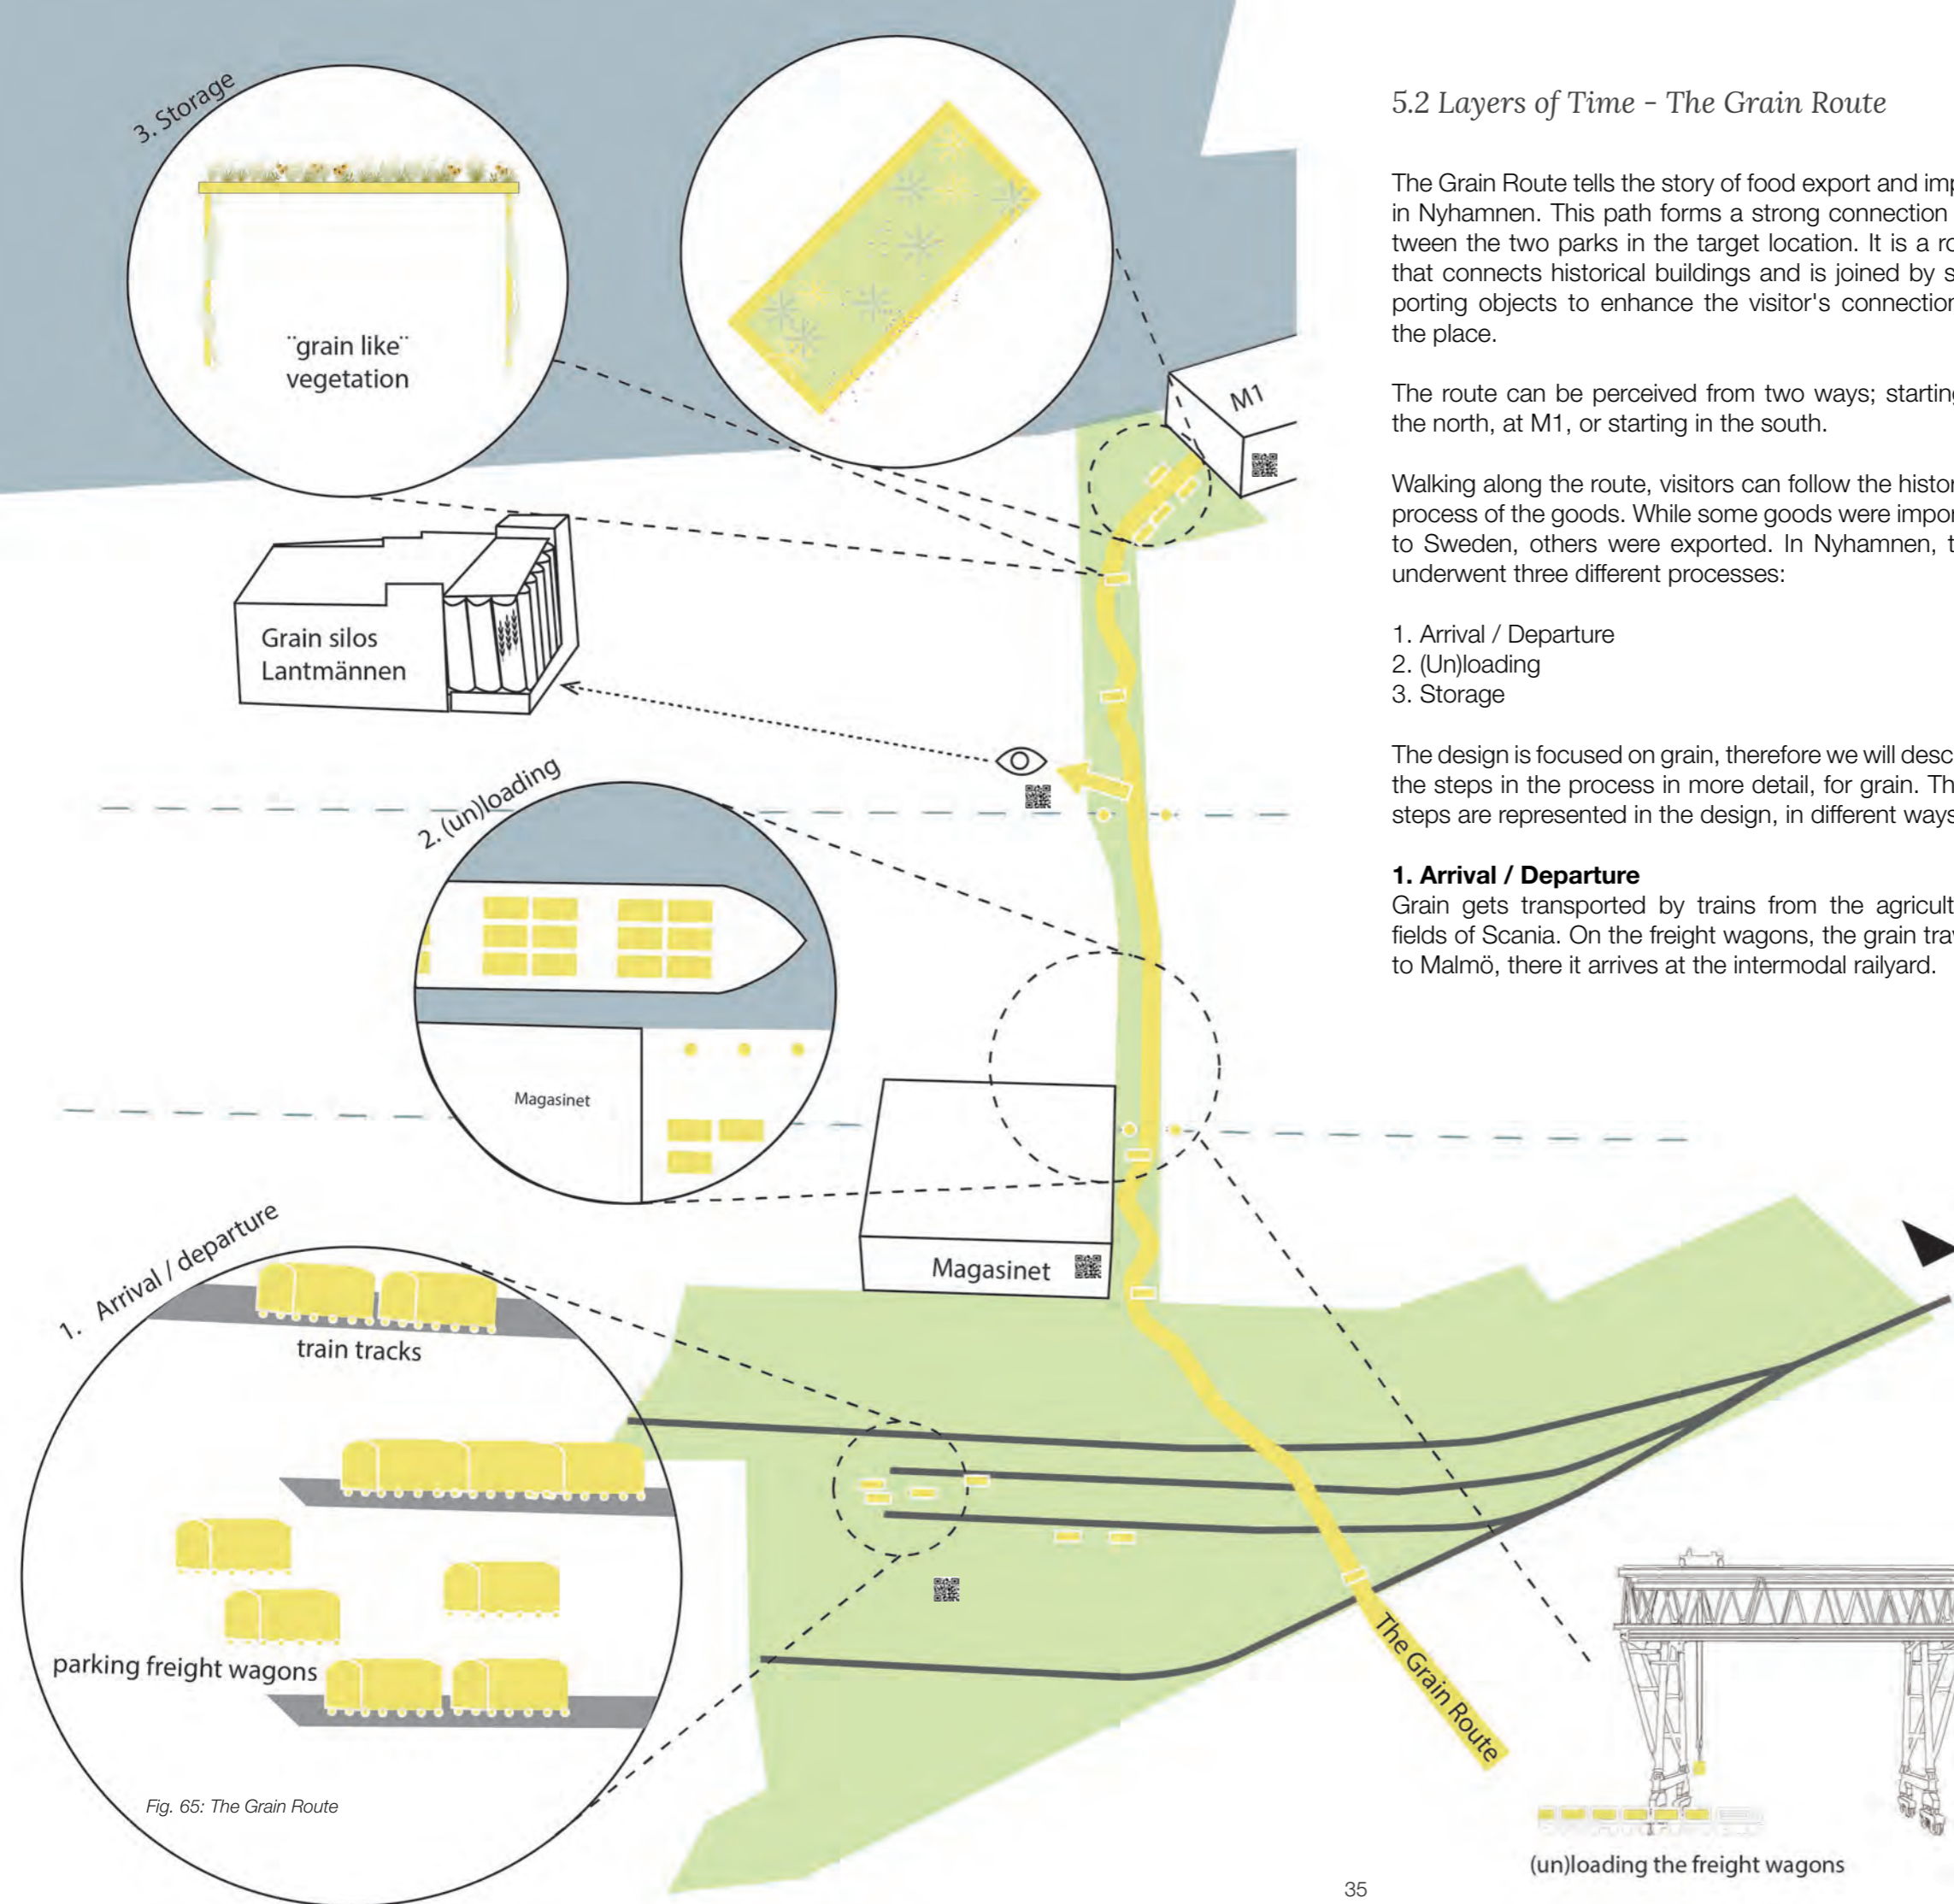 3. Storage
¨grain like¨
vegetation
M1
Grain silos
Lantmännen
2. (un)loading
Magasinet
Magasinet
1. Arrival / departure
train tracks
parking freight wagons
The Grain Route
(un)loading the freight wagons
Fig. 65: The Grain Route
5.2 Layers of Time - The Grain Route
The Grain Route tells the story of food export and imp
in Nyhamnen. This path forms a strong connection
tween the two parks in the target location. It is a ro
that connects historical buildings and is joined by s
porting objects to enhance the visitor's connection
the place.
The route can be perceived from two ways; starting
the north, at M1, or starting in the south.
Walking along the route, visitors can follow the histor
process of the goods. While some goods were impor
to Sweden, others were exported. In Nyhamnen, t
underwent three different processes:
1. Arrival / Departure
2. (Un)loading
3. Storage
The design is focused on grain, therefore we will desc
the steps in the process in more detail, for grain. Th
steps are represented in the design, in different ways
1. Arrival / Departure
Grain gets transported by trains from the agricult
fields of Scania. On the freight wagons, the grain trav
to Malmö, there it arrives at the intermodal railyard.
35